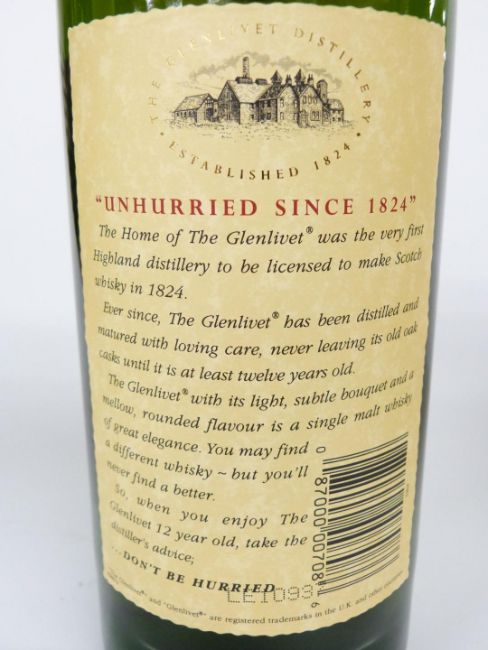 THE GLENLIVET DISTILLERY
• ESTABLISHED 1824 •
"UNHURRIED SINCE 1824"
The Home of The Glenlivet® was the very first
Highland distillery to be licensed to make Scotch
whisky in 1824.
Ever since, The Glenlivet® has been distilled and
matured with loving care, never leaving its old oak
casks until it is at least twelve years old.
The Glenlivet® with its light, subtle bouquet and a
mellow, rounded flavour is a single malt whisky
of great elegance. You may find
a different whisky ~ but you'll
never find a better.
So, when you enjoy The
Glenlivet 12 year old, take the
distiller's advice;
...DON'T BE HURRIED
0 87000 00708 6
LE1093
"The Glenlivet®" and "Glenlivet®" are registered trademarks in the U.K. and other countries